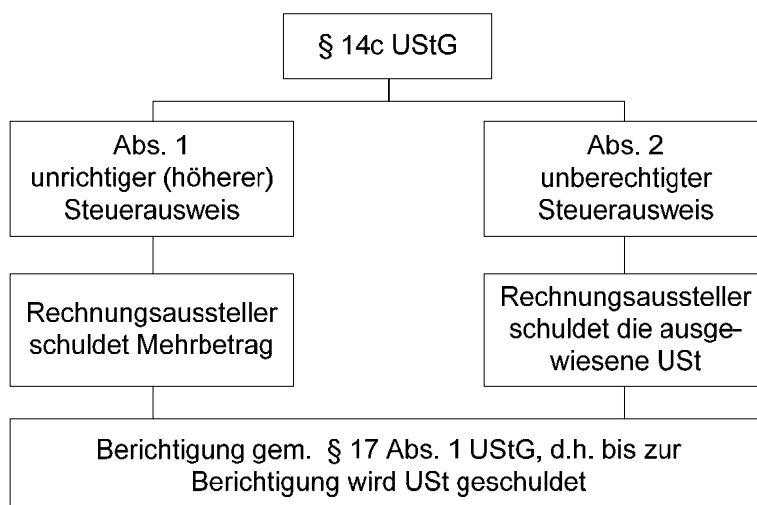 § 14c UStG
Abs. 1
unrichtiger (höherer)
Steuerausweis
Abs. 2
unberechtigter
Steuerausweis
Rechnungsaussteller
schuldet Mehrbetrag
Rechnungsaussteller
schuldet die ausge-
wiesene USt
Berichtigung gem. § 17 Abs. 1 UStG, d.h. bis zur
Berichtigung wird USt geschuldet